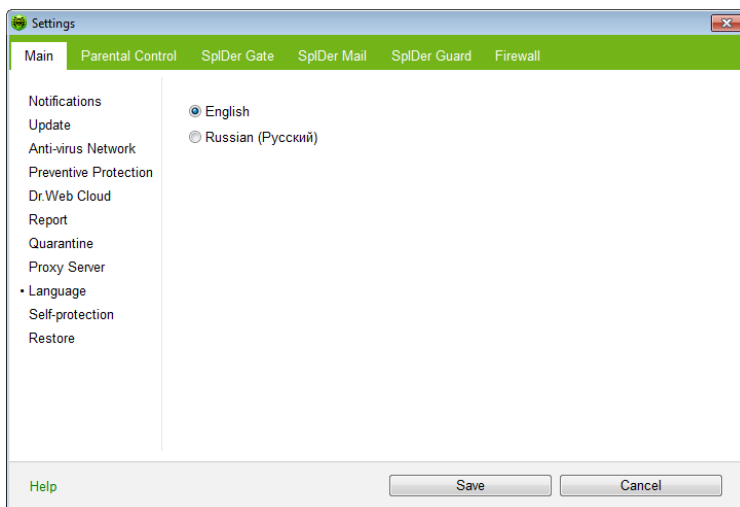 Settings
Main Parental Control SpIDer Gate SpIDer Mail SpIDer Guard Firewall
Notifications
Update
Anti-virus Network
Preventive Protection
Dr.Web Cloud
Report
Quarantine
Proxy Server
• Language
Self-protection
Restore
English
Russian (Русский)
Help Save Cancel